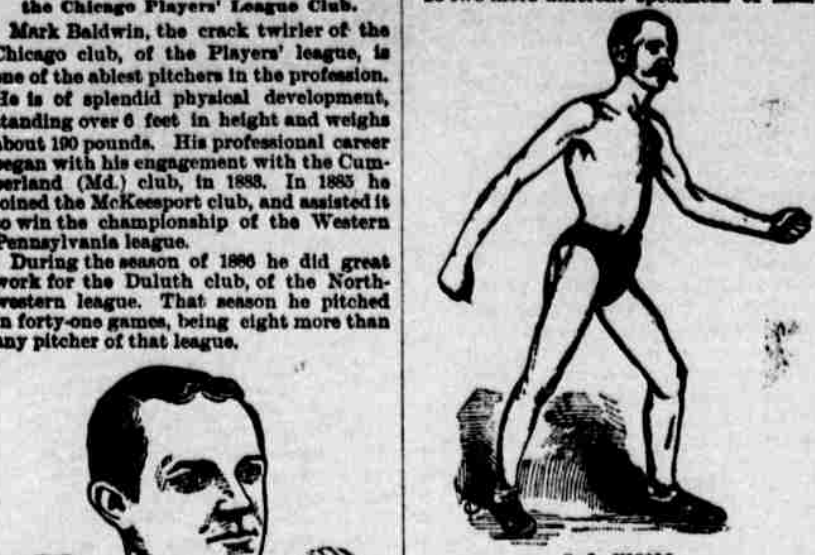 the Chicago Players' League Club.
Mark Baldwin, the crack twirler of the
Chicago club, of the Players' league, is
one of the ablest pitchers in the profession.
He is of splendid physical development,
standing over 6 feet in height and weighs
about 190 pounds. His professional career
began with his engagement with the Cum-
berland (Md.) club, in 1883. In 1885 he
joined the McKeesport club, and assisted it
to win the championship of the Western
Pennsylvania league.
During the season of 1886 he did great
work for the Duluth club, of the North-
western league. That season he pitched
in forty-one games, being eight more than
any pitcher of that league.